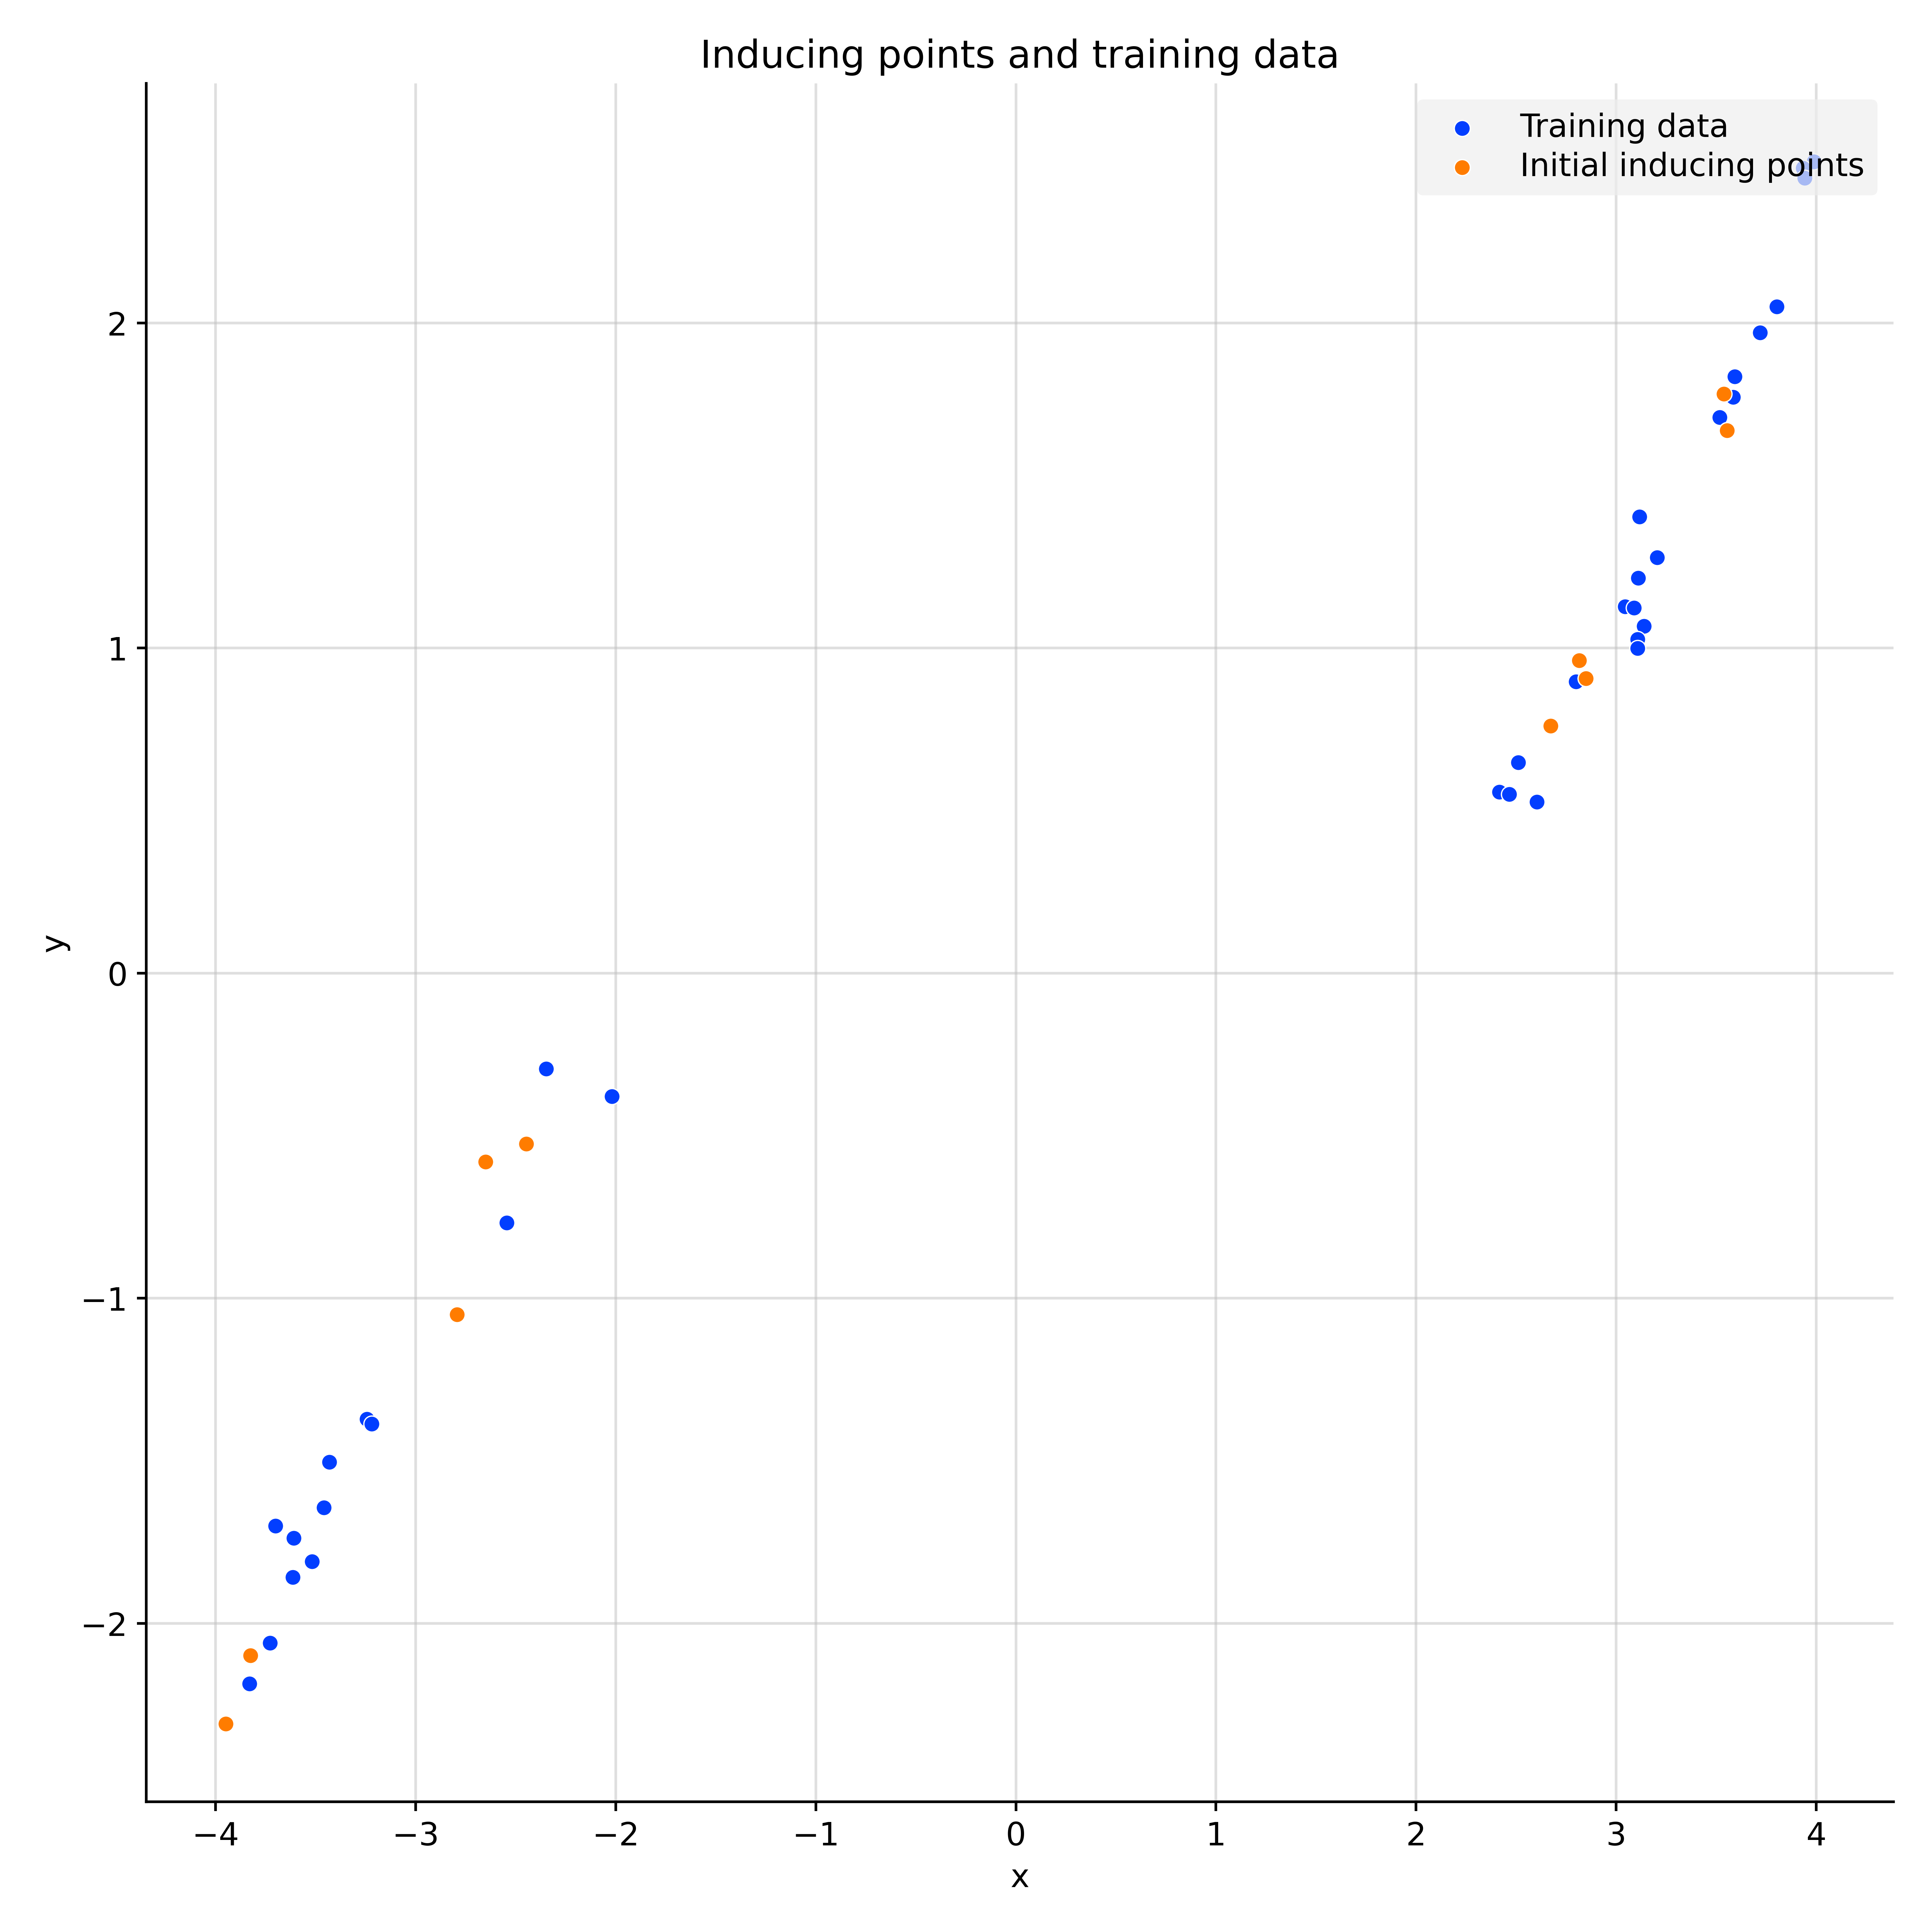 Inducing points and training data
Training data
Initial inducing points
2
1
0
−1
−2
y
−4 −3 −2 −1 0 1 2 3 4
x